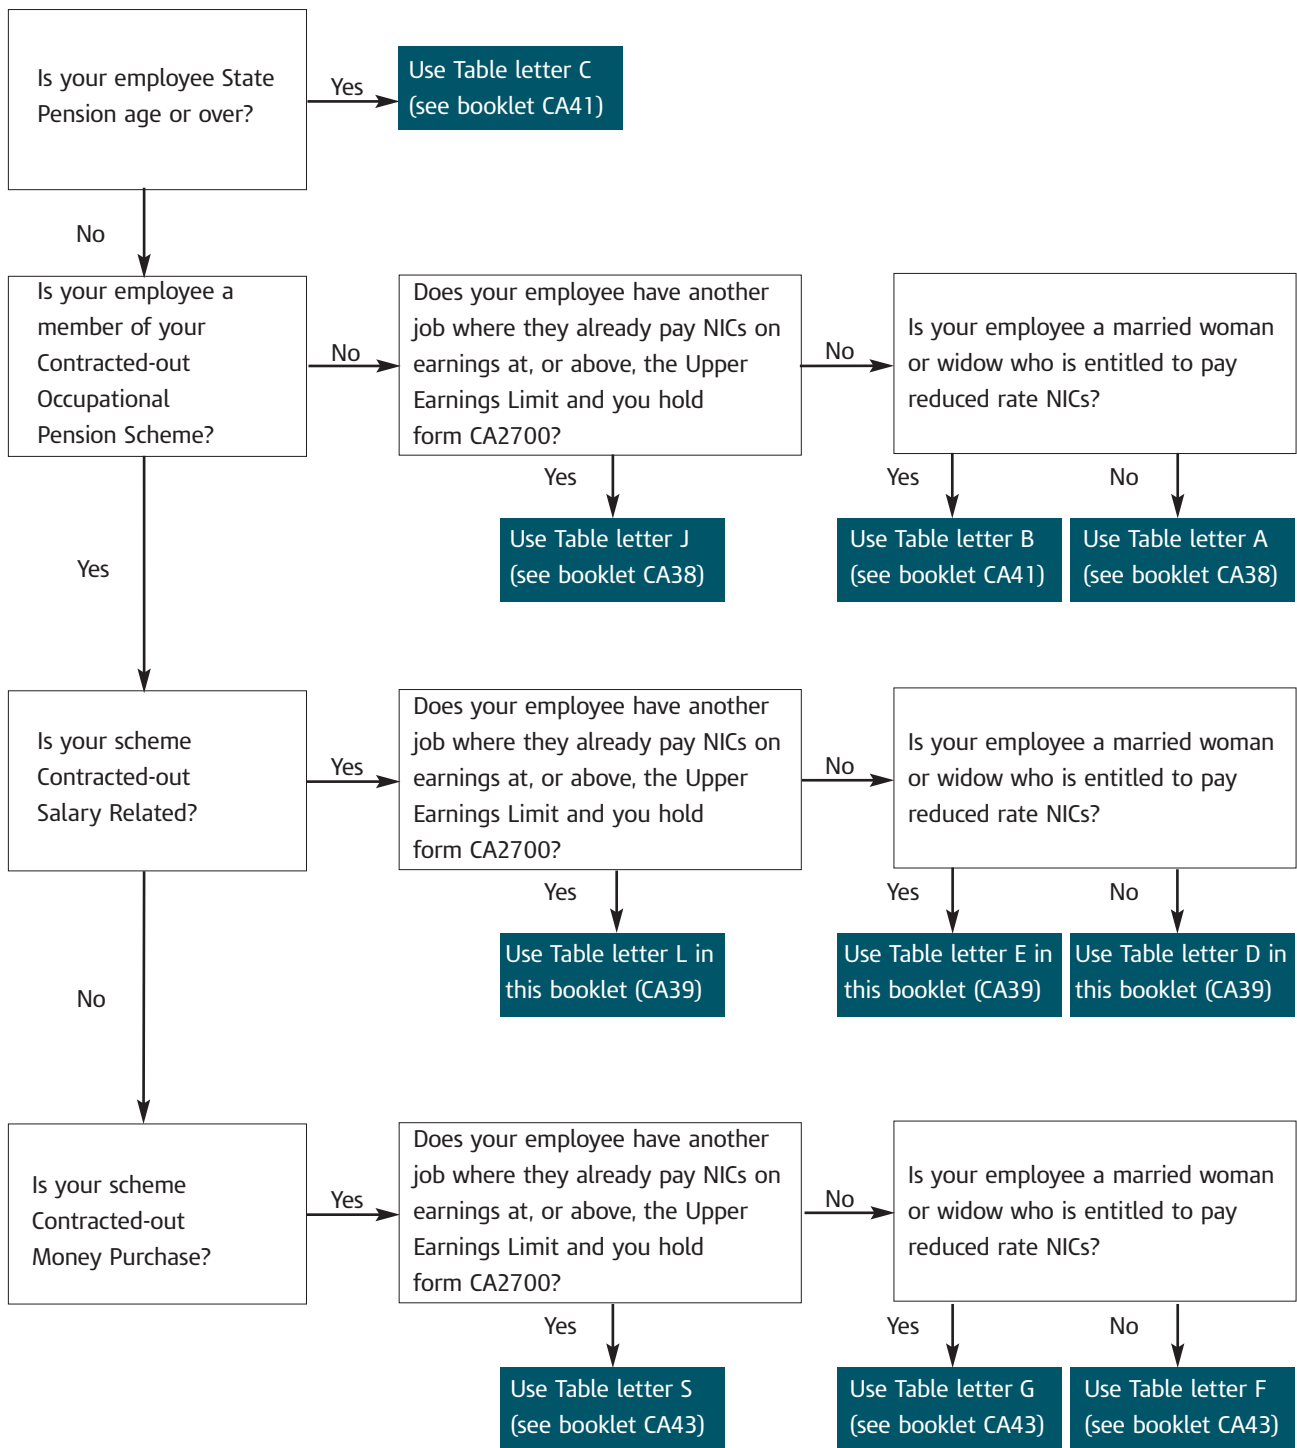 Is your employee State
Pension age or over?
Yes
Use Table letter C
(see booklet CA41)
No
Is your employee a
member of your
Contracted-out
Occupational
Pension Scheme?
No
Does your employee have another
job where they already pay NICs on
earnings at, or above, the Upper
Earnings Limit and you hold
form CA2700?
No
Is your employee a married woman
or widow who is entitled to pay
reduced rate NICs?
Yes
Use Table letter J
(see booklet CA38)
Yes
Use Table letter B
(see booklet CA41)
No
Use Table letter A
(see booklet CA38)
Yes
Is your scheme
Contracted-out
Salary Related?
Yes
Does your employee have another
job where they already pay NICs on
earnings at, or above, the Upper
Earnings Limit and you hold
form CA2700?
No
Is your employee a married woman
or widow who is entitled to pay
reduced rate NICs?
Yes
Use Table letter L in
this booklet (CA39)
Yes
Use Table letter E in
this booklet (CA39)
No
Use Table letter D in
this booklet (CA39)
No
Is your scheme
Contracted-out
Money Purchase?
Yes
Does your employee have another
job where they already pay NICs on
earnings at, or above, the Upper
Earnings Limit and you hold
form CA2700?
No
Is your employee a married woman
or widow who is entitled to pay
reduced rate NICs?
Yes
Use Table letter S
(see booklet CA43)
Yes
Use Table letter G
(see booklet CA43)
No
Use Table letter F
(see booklet CA43)